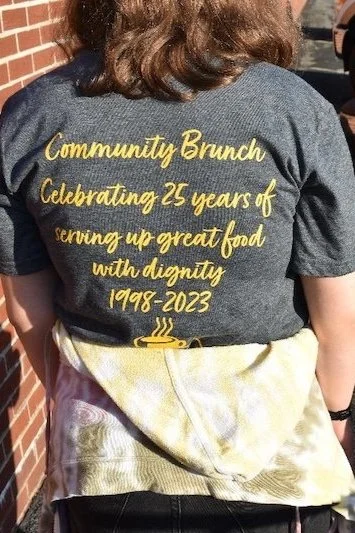 Community Brunch
Celebrating 25 years of
serving up great food
with dignity
1998-2023